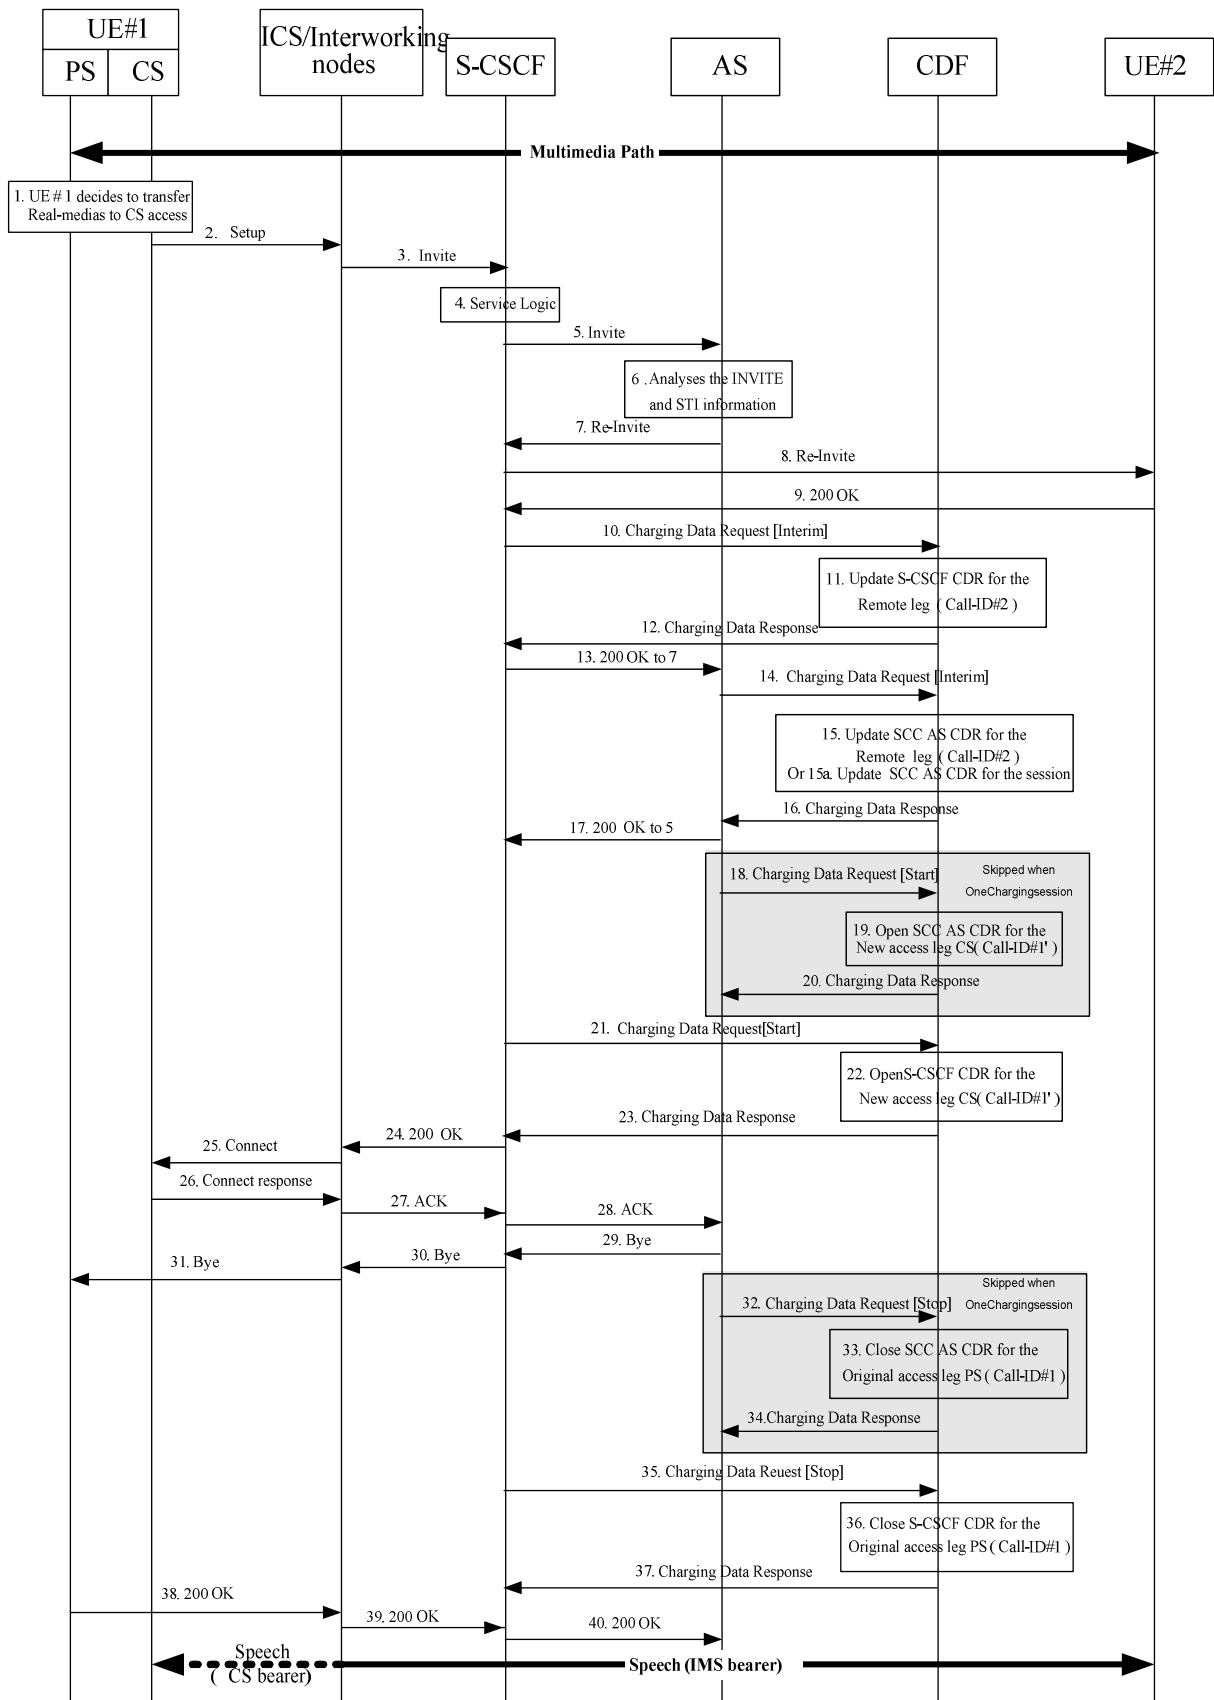 UE#1
PS
CS
ICS/Interworking
nodes
S-CSCF
AS
CDF
UE#2
Multimedia Path
1. UE # 1 decides to transfer
Real-medias to CS access
2. Setup
3. Invite
4. Service Logic
5. Invite
6 . Analyses the INVITE
and STI information
7. Re-Invite
8. Re-Invite
9. 200 OK
10. Charging Data Request [Interim]
11. Update S-CSCF CDR for the
Remote leg ( Call-ID#2 )
12. Charging Data Response
13. 200 OK to 7
14. Charging Data Request [Interim]
15. Update SCC AS CDR for the
Remote leg ( Call-ID#2 )
Or 15a. Update SCC AS CDR for the session
16. Charging Data Response
17. 200 OK to 5
18. Charging Data Request [Start]
Skipped when
OneChargingsession
19. Open SCC AS CDR for the
New access leg CS( Call-ID#1' )
20. Charging Data Response
21. Charging Data Request[Start]
22. OpenS-CSCF CDR for the
New access leg CS( Call-ID#1' )
23. Charging Data Response
24. 200 OK
25. Connect
26. Connect response
27. ACK
28. ACK
29. Bye
30. Bye
31. Bye
Skipped when
32. Charging Data Request [Stop]
OneChargingsession
33. Close SCC AS CDR for the
Original access leg PS ( Call-ID#1 )
34.Charging Data Response
35. Charging Data Reuest [Stop]
36. Close S-CSCF CDR for the
Original access leg PS ( Call-ID#1 )
37. Charging Data Response
38. 200 OK
39. 200 OK
40. 200 OK
Speech
( CS bearer)
Speech (IMS bearer)